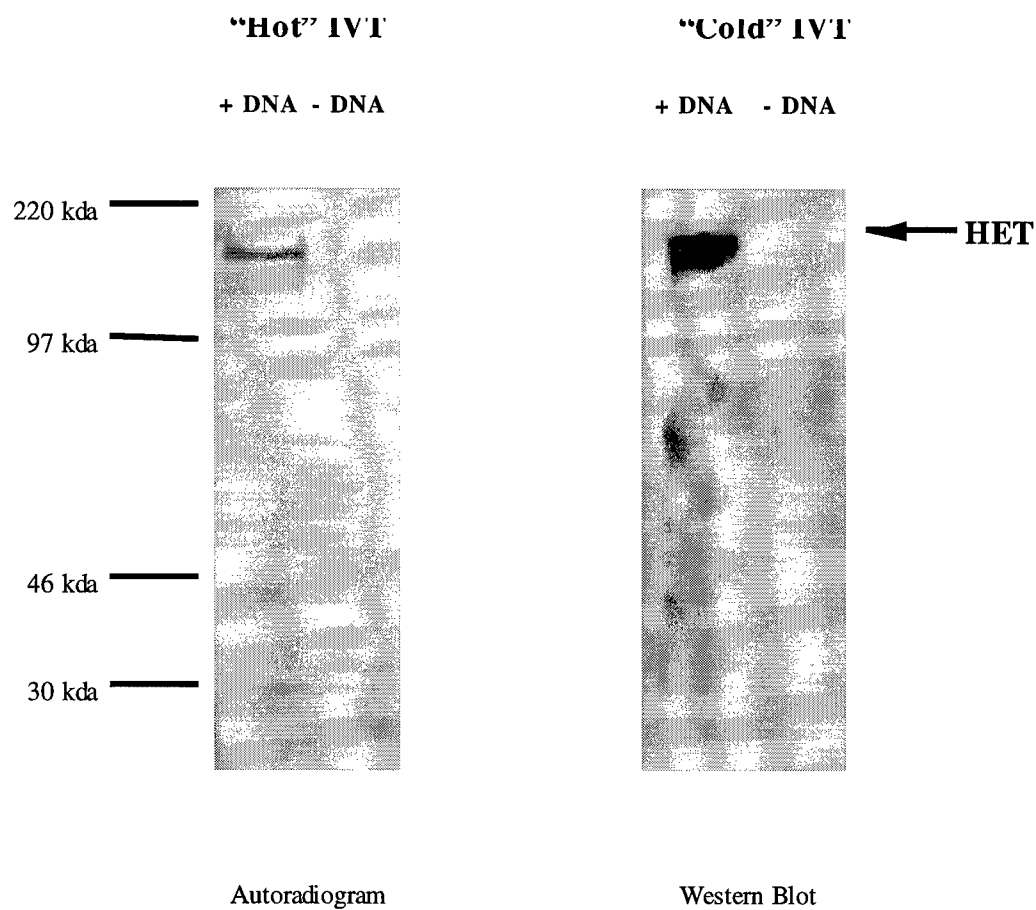 “Hot” IVT
“Cold” IVT
+ DNA - DNA
+ DNA - DNA
220 kda
HET
97 kda
46 kda
30 kda
Autoradiogram
Western Blot